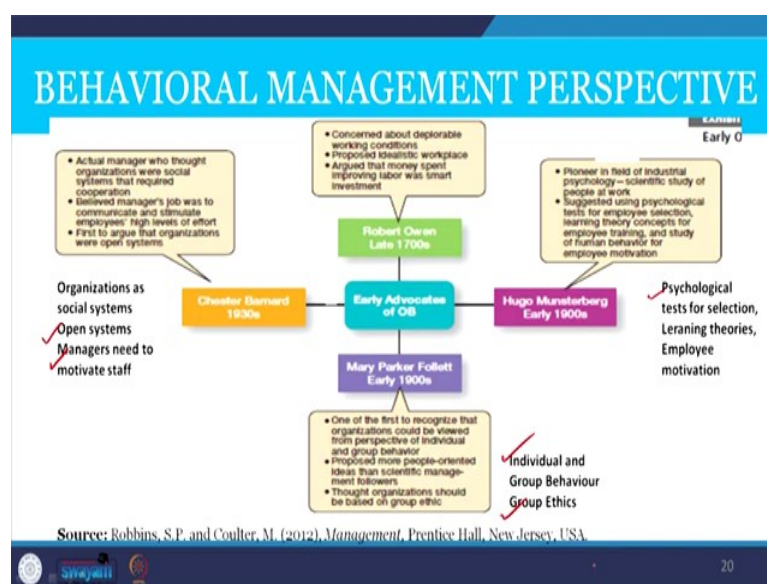 BEHAVIORAL MANAGEMENT PERSPECTIVE
Early O
• Concerned about deplorable
working conditions
• Proposed idealistic workplace
• Argued that money spent
improving labor was smart
investment
• Actual manager who thought
organizations were social
systems that required
cooperation
• Believed manager's job was to
communicate and stimulate
employees' high levels of effort
• First to argue that organizations
were open systems
• Pioneer in field of industrial
psychology—scientific study of
people at work
• Suggested using psychological
tests for employee selection,
learning theory concepts for
employee training, and study
of human behavior for
employee motivation
Robert Owen
Late 1700s
Organizations as
social systems
Open systems
Managers need to
motivate staff
Chester Barnard
1930s
Early Advocates
of OB
Hugo Munsterberg
Early 1900s
Psychological
tests for selection,
Leraning theories,
Employee
motivation
Mary Parker Follett
Early 1900s
• One of the first to recognize that
organizations could be viewed
from perspective of individual
and group behavior
• Proposed more people-oriented
ideas than scientific manage-
ment followers
• Thought organizations should
be based on group ethic
Individual and
Group Behaviour
Group Ethics
Source: Robbins, S.P. and Coulter, M. (2012), Management, Prentice Hall, New Jersey, USA.
swayam
20